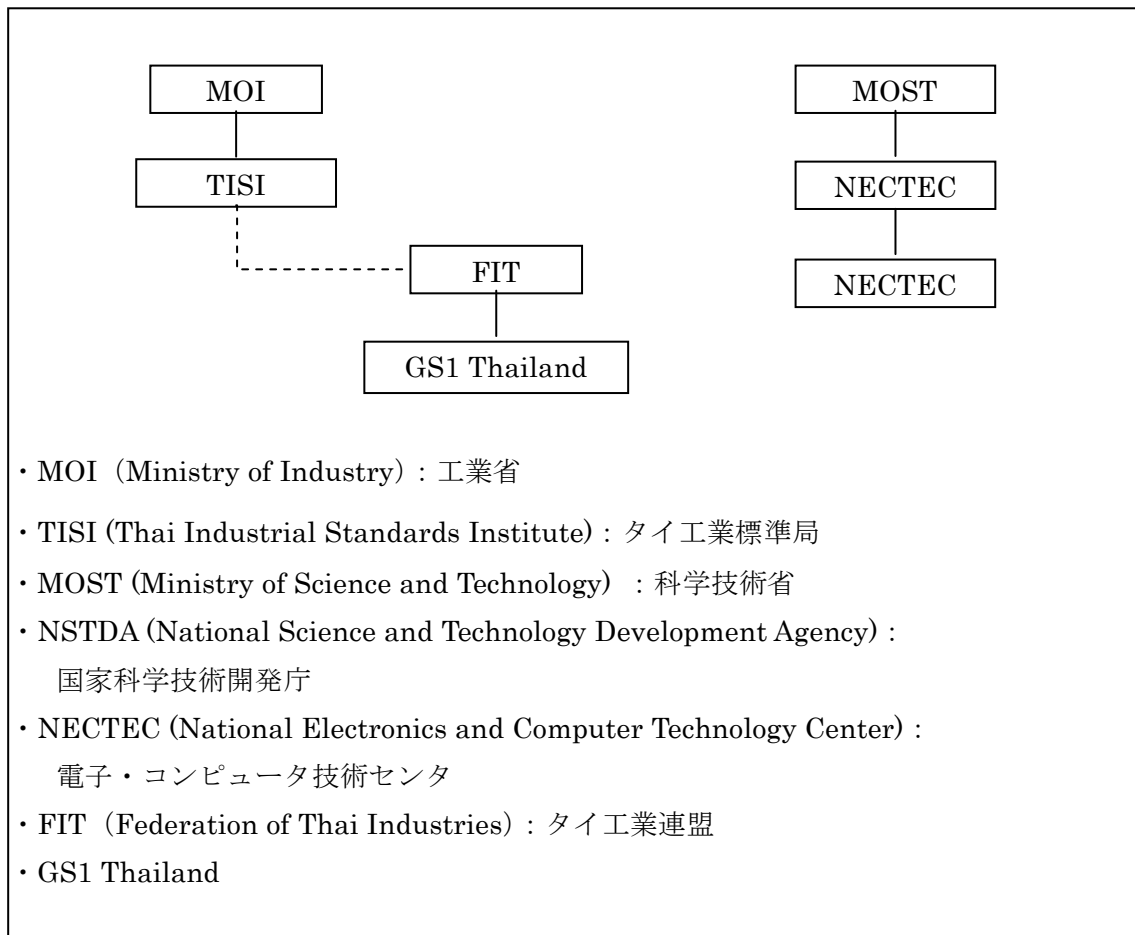 MOI
MOST
TISI
NECTEC
FIT
NECTEC
GS1 Thailand
・MOI（Ministry of Industry）：工業省
・TISI (Thai Industrial Standards Institute)：タイ工業標準局
・MOST (Ministry of Science and Technology) ：科学技術省
・NSTDA (National Science and Technology Development Agency)：
国家科学技術開発庁
・NECTEC (National Electronics and Computer Technology Center)：
電子・コンピュータ技術センタ
・FIT（Federation of Thai Industries）：タイ工業連盟
・GS1 Thailand